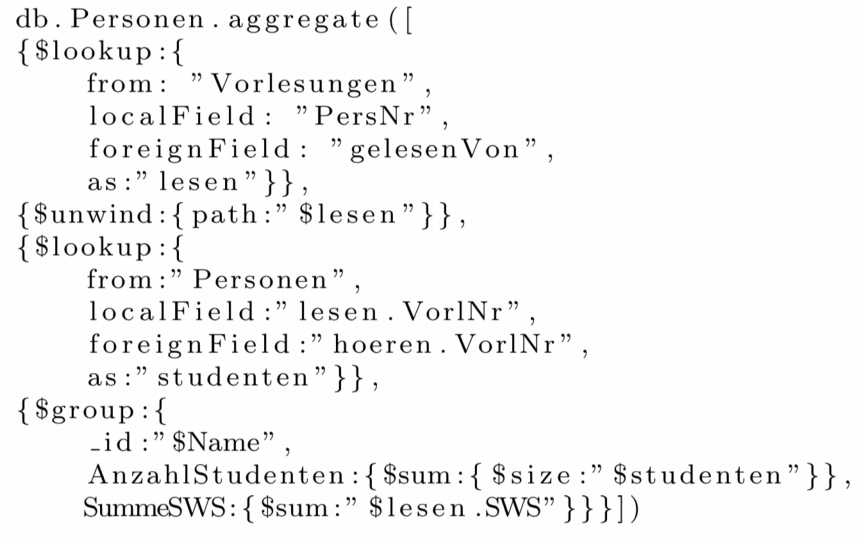 db.Personen.aggregate([
{$lookup:{
from: "Vorlesungen",
localField: "PersNr",
foreignField: "gelesenVon",
as:"lesen"}},
{$unwind:{path:"$lesen"}},
{$lookup:{
from:"Personen",
localField:"lesen.VorlNr",
foreignField:"hoeren.VorlNr",
as:"studenten"}},
{$group:{
_id:"$Name",
AnzahlStudenten:{$sum:{$size:"$studenten"}},
SummeSWS:{$sum:"$lesen.SWS"}}}])